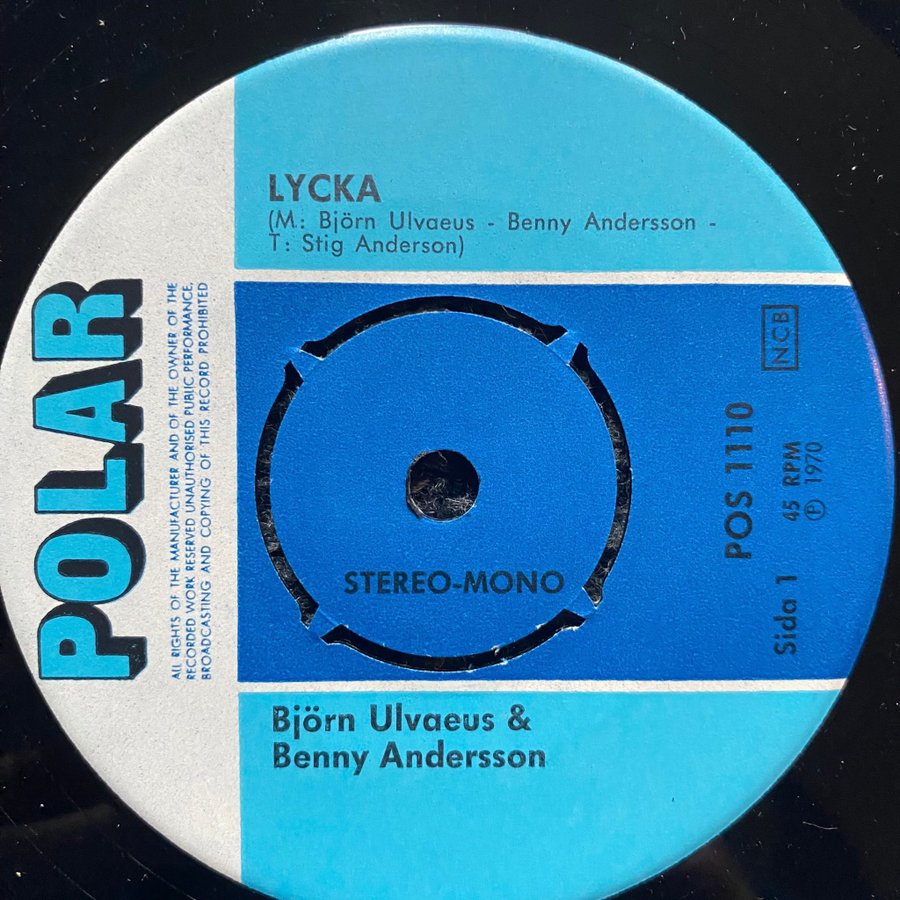 POLAR
ALL RIGHTS OF THE MANUFACTURER AND OF THE OWNER OF THE
RECORDED WORK RESERVED UNAUTHORISED PUBLIC PERFORMANCE,
BROADCASTING AND COPYING OF THIS RECORD PROHIBITED
LYCKA
(M: Björn Ulvaeus - Benny Andersson -
T: Stig Anderson)
NCB
STEREO-MONO
POS 1110
Sida 1 45 RPM
Ⓟ 1970
Björn Ulvaeus &
Benny Andersson